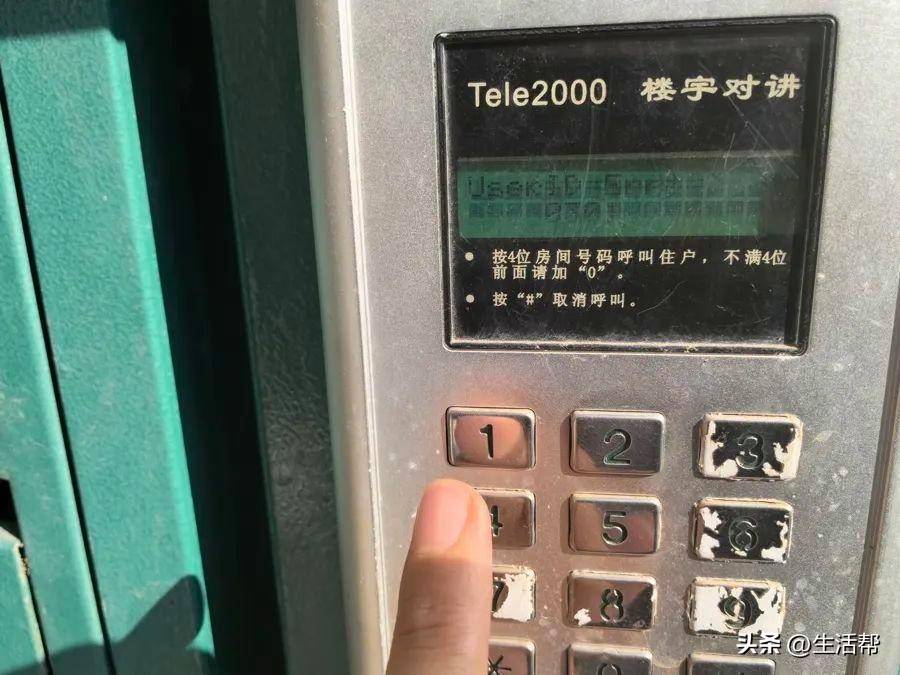 Tele2000 楼宇对讲
按4位房间号码呼叫住户，不满4位
前面请加“0”。
按“#”取消呼叫。
1 2 3
4 5 6
7 8 9
*
头条 @生活帮